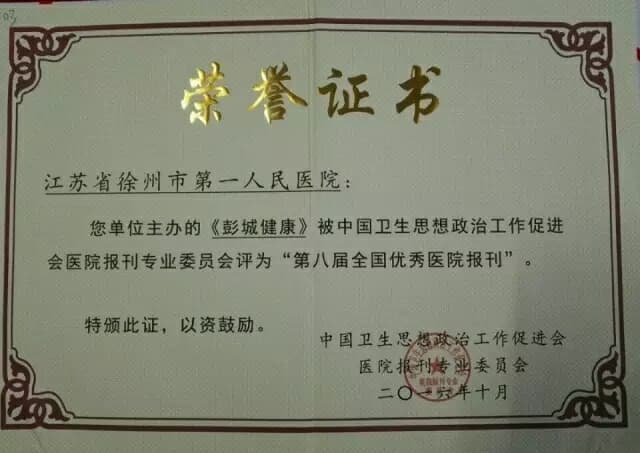 03
荣誉证书
江苏省徐州市第一人民医院：
您单位主办的《彭城健康》被中国卫生思想政治工作促进
会医院报刊专业委员会评为“第八届全国优秀医院报刊”。
特颁此证，以资鼓励。
中国卫生思想政治工作促进会
医院报刊专业委员会
二〇一六年十月